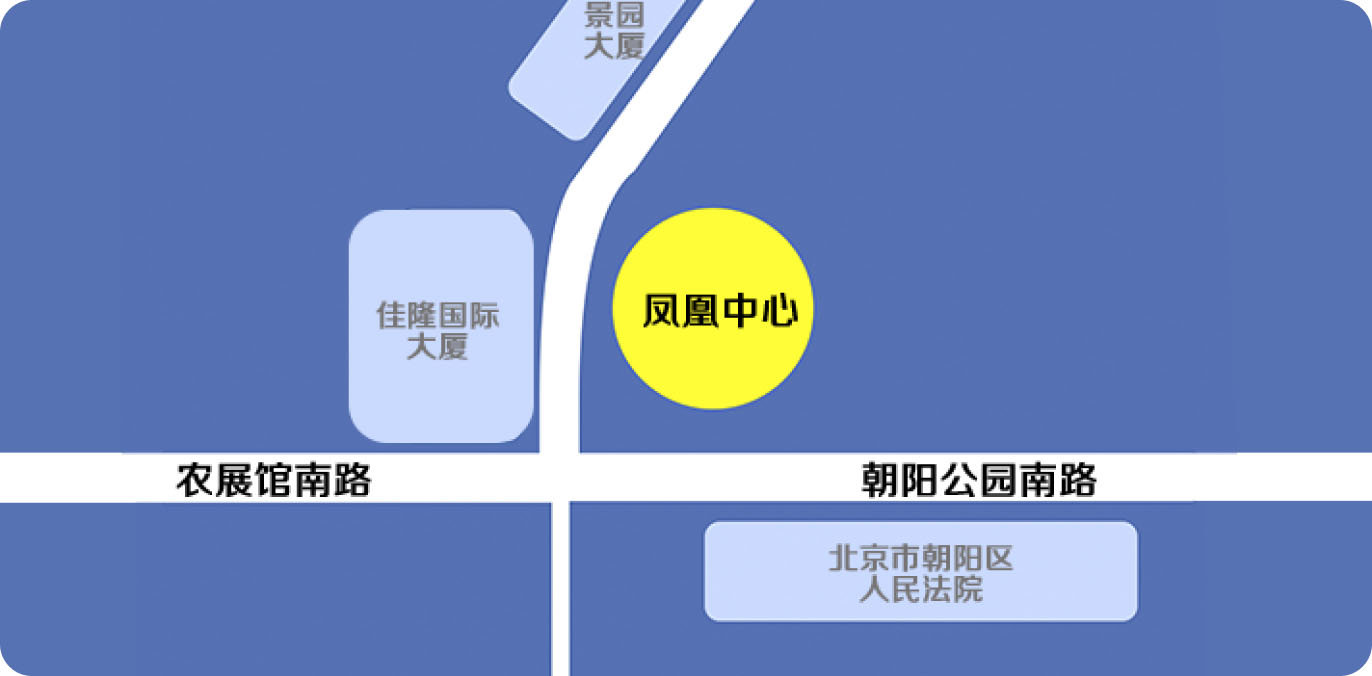 景园
大厦
佳隆国际
大厦
凤凰中心
农展馆南路
朝阳公园南路
北京市朝阳区
人民法院